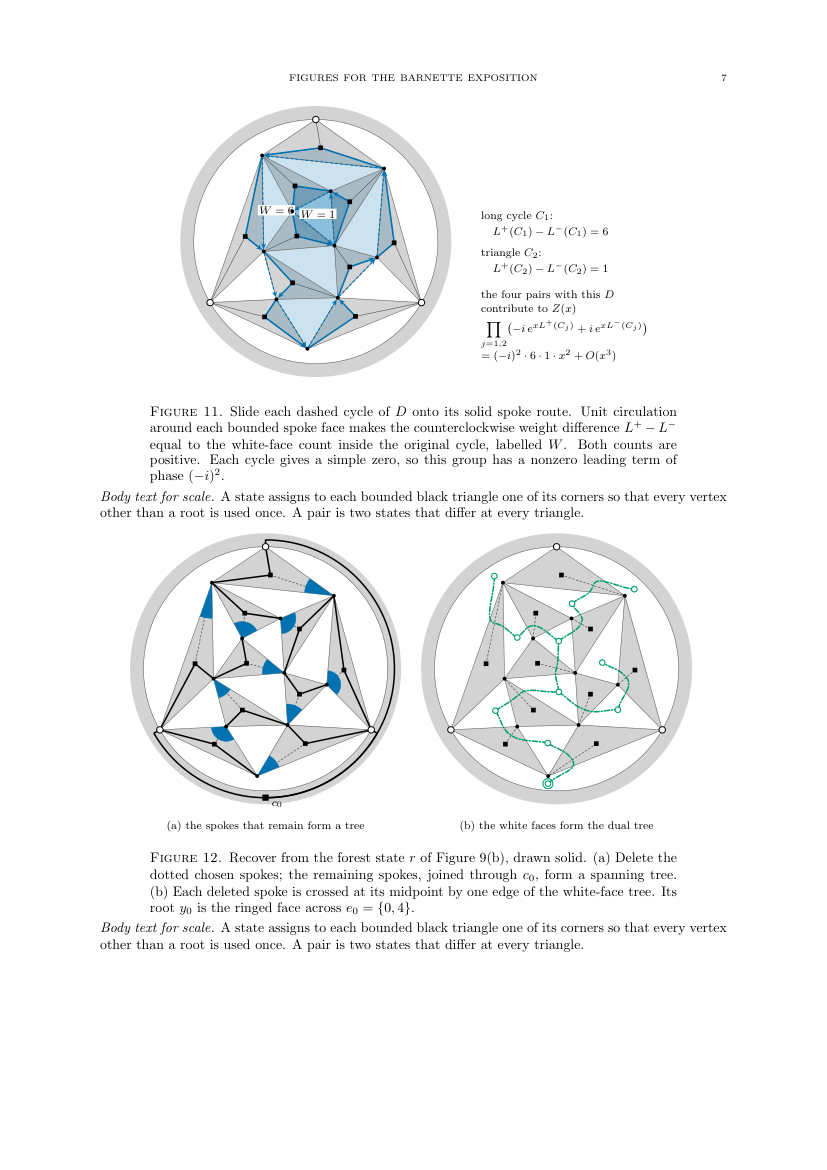 FIGURES FOR THE BARNETTE EXPOSITION 7
W = 6
W = 1
long cycle C₁:
L⁺(C₁) − L⁻(C₁) = 6
triangle C₂:
L⁺(C₂) − L⁻(C₂) = 1
the four pairs with this D
contribute to Z(x)
∏ (−i e^{xL⁺(C_j)} + i e^{xL⁻(C_j)})
j=1,2
= (−i)² · 6 · 1 · x² + O(x³)
FIGURE 11. Slide each dashed cycle of D onto its solid spoke route. Unit circulation
around each bounded spoke face makes the counterclockwise weight difference L⁺ − L⁻
equal to the white-face count inside the original cycle, labelled W. Both counts are
positive. Each cycle gives a simple zero, so this group has a nonzero leading term of
phase (−i)².
Body text for scale. A state assigns to each bounded black triangle one of its corners so that every vertex
other than a root is used once. A pair is two states that differ at every triangle.
c₀
(a) the spokes that remain form a tree
(b) the white faces form the dual tree
FIGURE 12. Recover from the forest state r of Figure 9(b), drawn solid. (a) Delete the
dotted chosen spokes; the remaining spokes, joined through c₀, form a spanning tree.
(b) Each deleted spoke is crossed at its midpoint by one edge of the white-face tree. Its
root y₀ is the ringed face across e₀ = {0, 4}.
Body text for scale. A state assigns to each bounded black triangle one of its corners so that every vertex
other than a root is used once. A pair is two states that differ at every triangle.